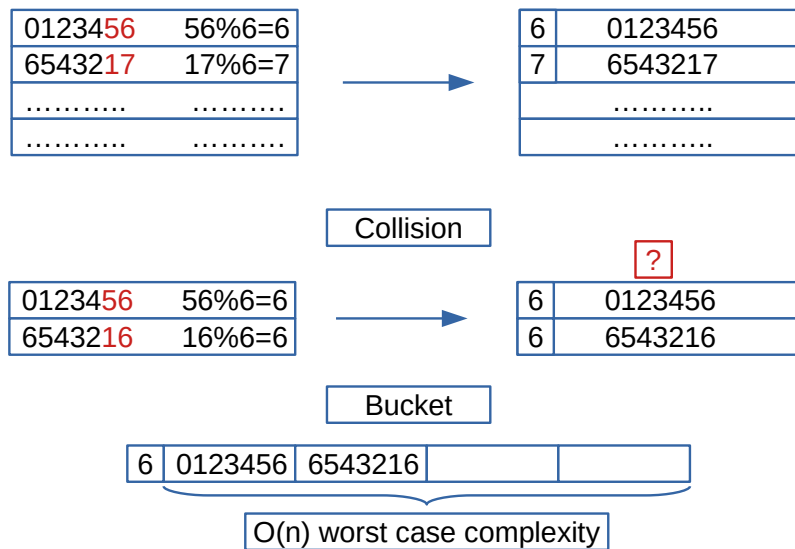 0123456 56%6=6 6 0123456
6543217 17%6=7 7 6543217
……….. ………. ………..
……….. ………. ………..
Collision
?
0123456 56%6=6 6 0123456
6543216 16%6=6 6 6543216
Bucket
6 0123456 6543216
O(n) worst case complexity